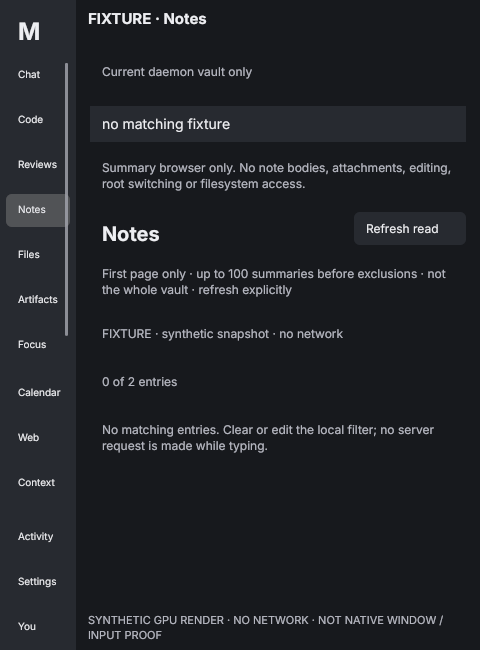 M
Chat
Code
Reviews
Notes
Files
Artifacts
Focus
Calendar
Web
Context
Activity
Settings
You
FIXTURE · Notes
Current daemon vault only
no matching fixture
Summary browser only. No note bodies, attachments, editing,
root switching or filesystem access.
Notes
Refresh read
First page only · up to 100 summaries before exclusions · not
the whole vault · refresh explicitly
FIXTURE · synthetic snapshot · no network
0 of 2 entries
No matching entries. Clear or edit the local filter; no server
request is made while typing.
SYNTHETIC GPU RENDER · NO NETWORK · NOT NATIVE WINDOW /
INPUT PROOF